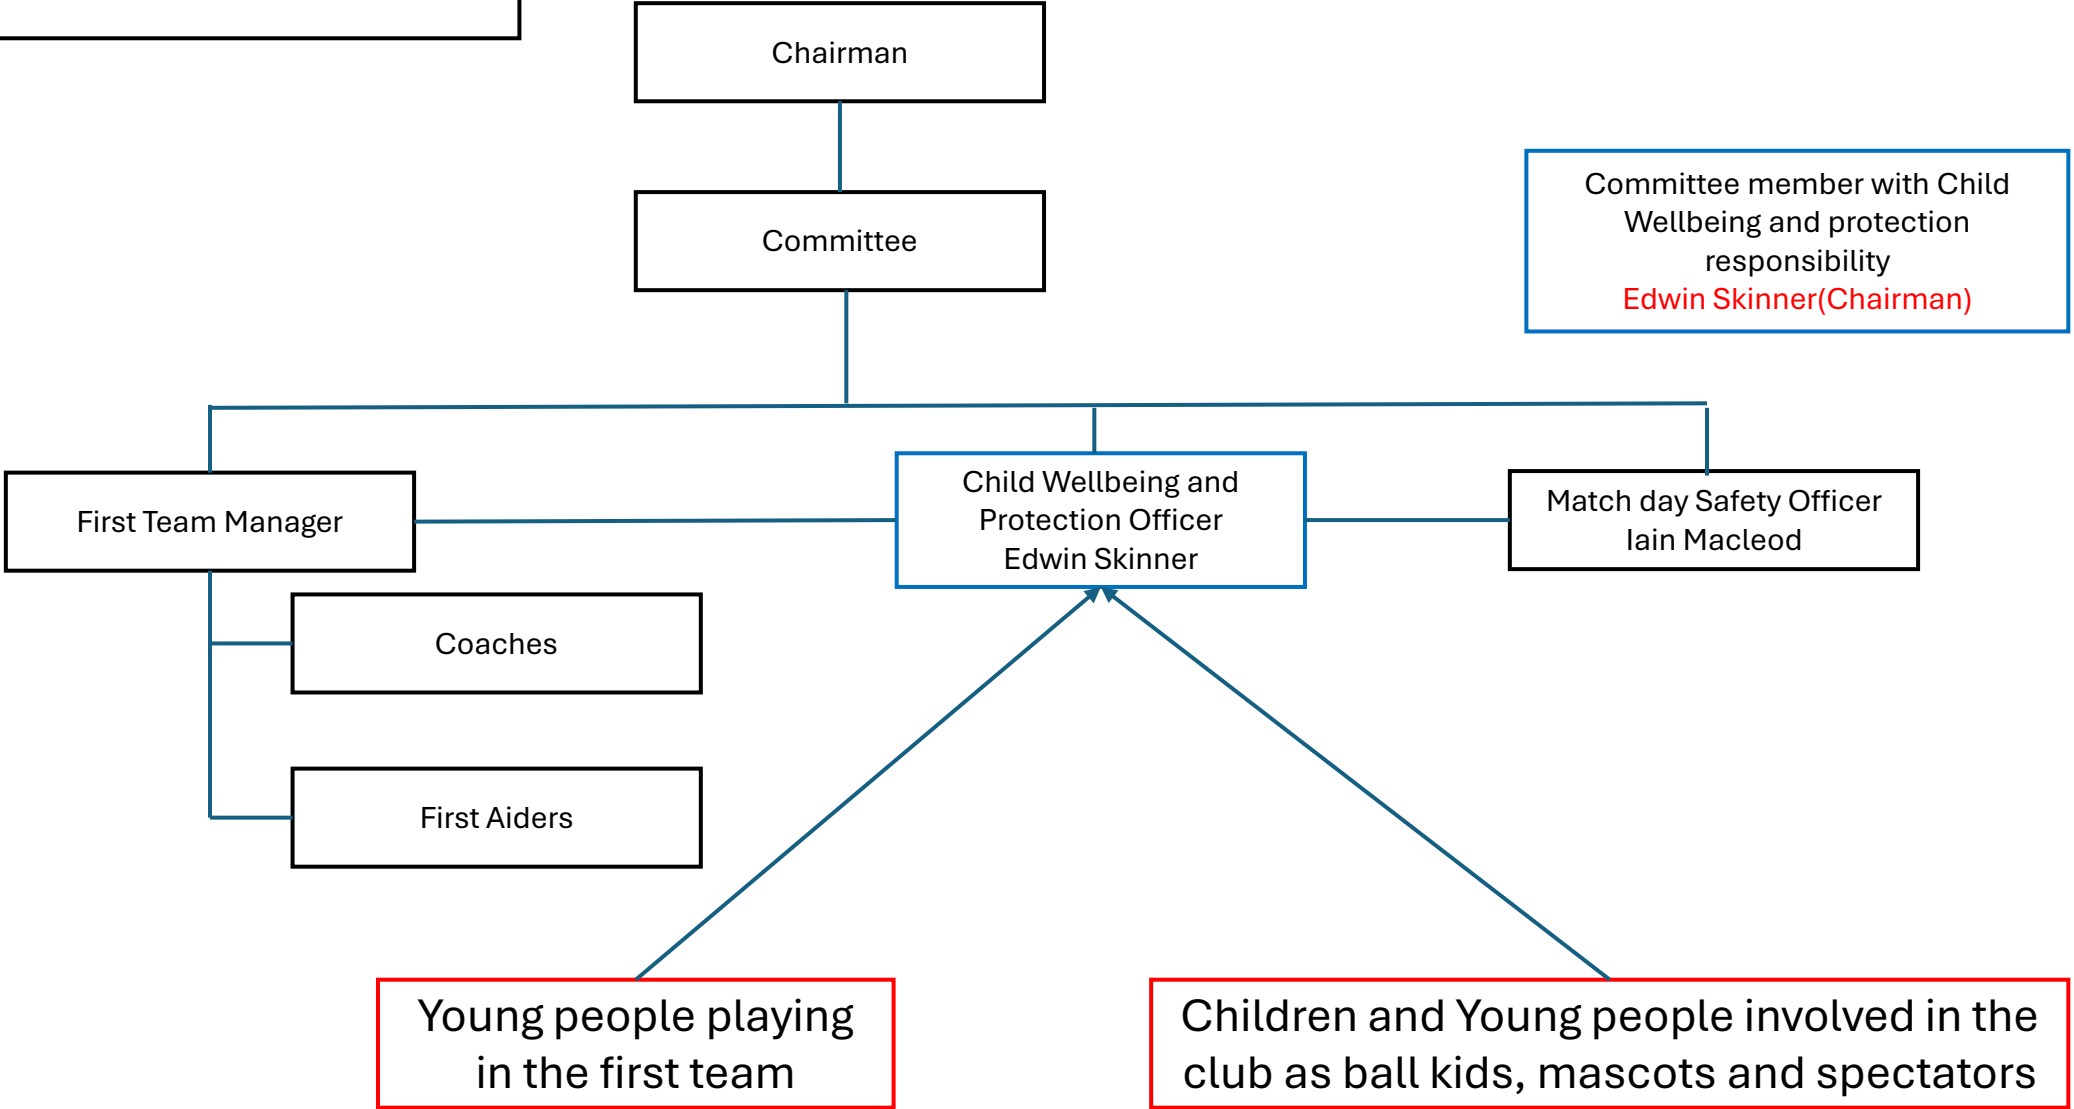 Chairman
Committee member with Child
Wellbeing and protection
responsibility
Edwin Skinner(Chairman)
Committee
Child Wellbeing and
Protection Officer
Edwin Skinner
First Team Manager
Match day Safety Officer
Iain Macleod
Coaches
First Aiders
Young people playing
in the first team
Children and Young people involved in the
club as ball kids, mascots and spectators